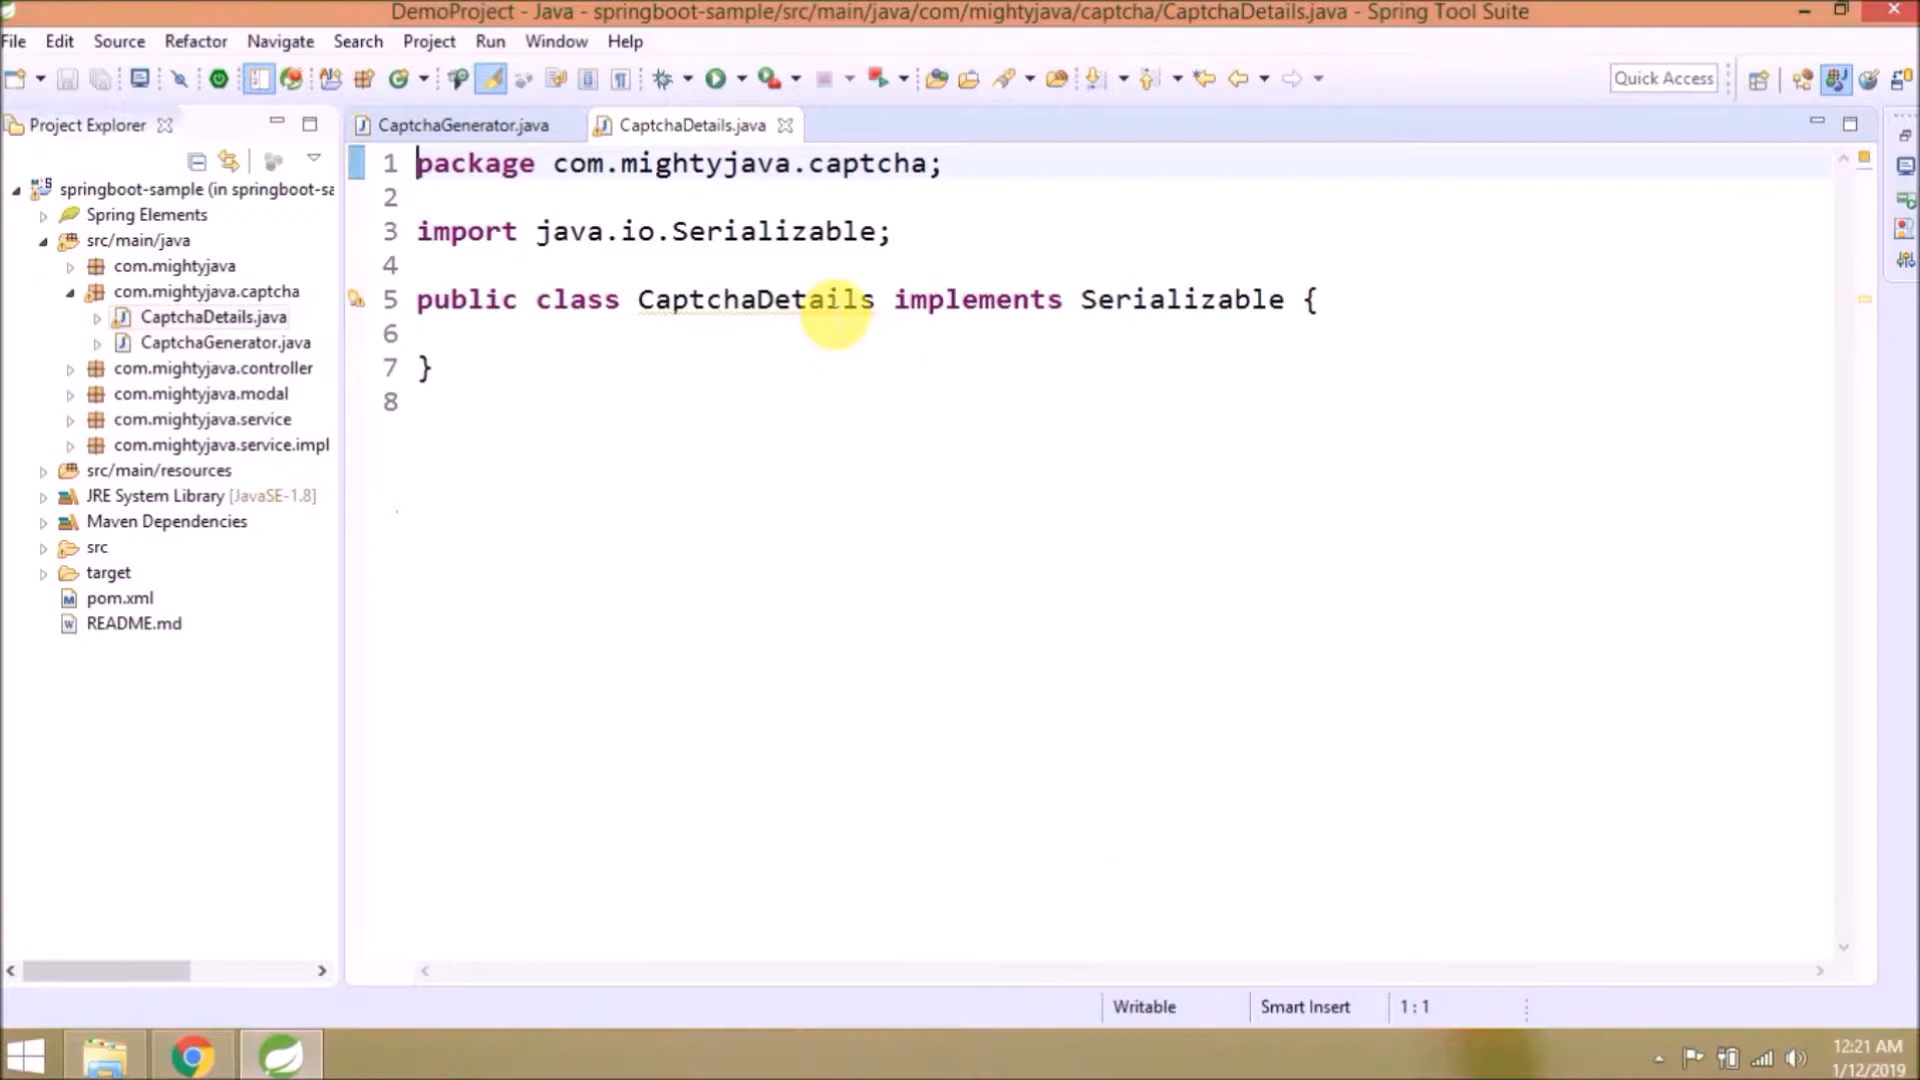 DemoProject - Java - springboot-sample/src/main/java/com/mightyjava/captcha/CaptchaDetails.java - Spring Tool Suite
File Edit Source Refactor Navigate Search Project Run Window Help
Quick Access
Project Explorer
CaptchaGenerator.java CaptchaDetails.java
springboot-sample (in springboot-sa
Spring Elements
src/main/java
com.mightyjava
com.mightyjava.captcha
CaptchaDetails.java
CaptchaGenerator.java
com.mightyjava.controller
com.mightyjava.modal
com.mightyjava.service
com.mightyjava.service.impl
src/main/resources
JRE System Library [JavaSE-1.8]
Maven Dependencies
src
target
pom.xml
README.md
1 package com.mightyjava.captcha;
2
3 import java.io.Serializable;
4
5 public class CaptchaDetails implements Serializable {
6
7 }
8
Writable Smart Insert 1 : 1
12:21 AM
1/12/2019